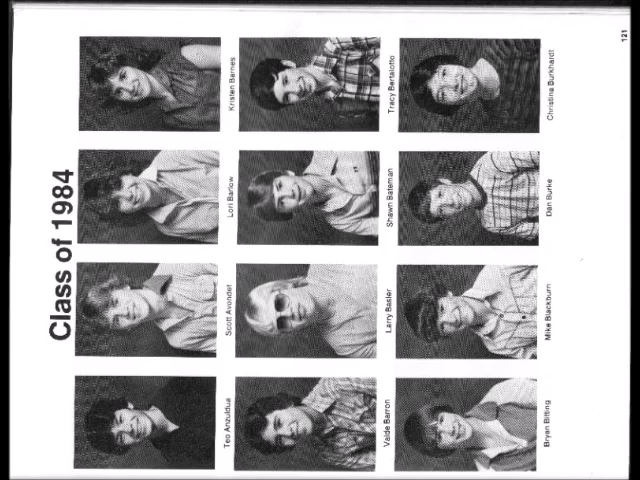 Class of 1984
Teo Anzuldua
Scott Avondet
Lori Barlow
Kristen Barnes
Valde Barron
Larry Basler
Shawn Bateman
Tracy Bertalotto
Bryan Bitting
Mike Blackburn
Dan Burke
Christina Burkhardt
121